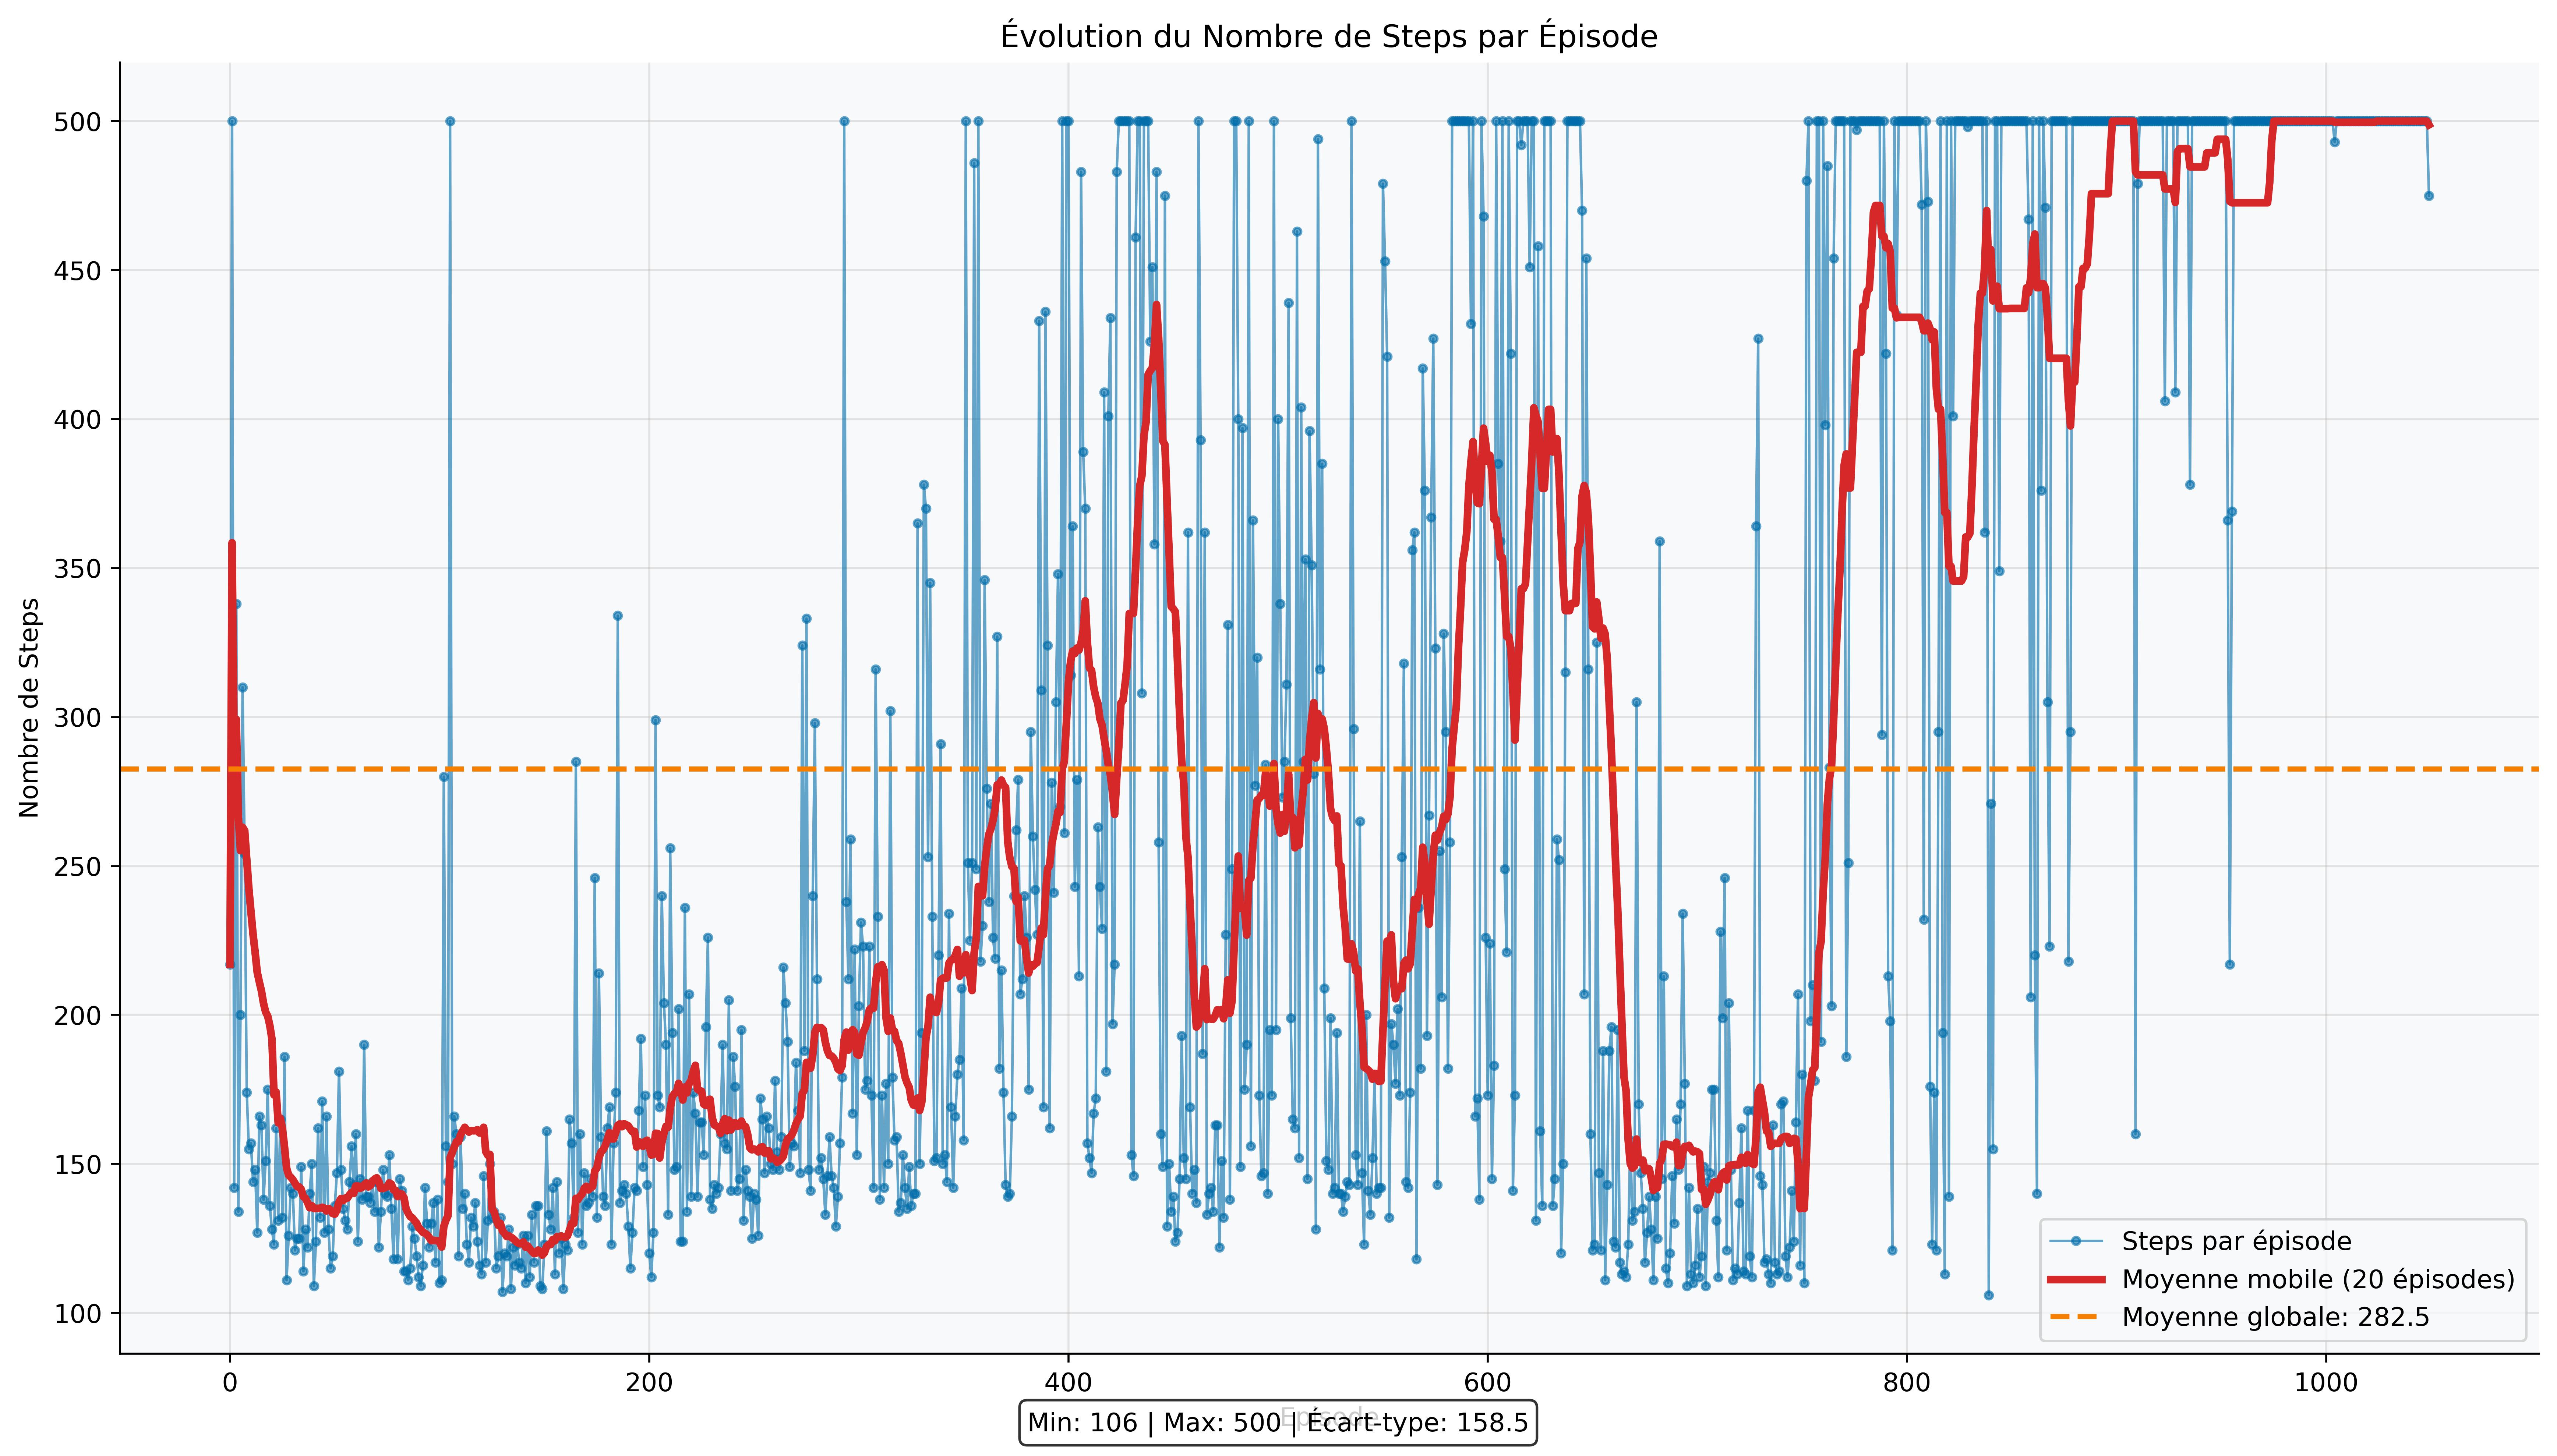 Évolution du Nombre de Steps par Épisode
Nombre de Steps
500
450
400
350
300
250
200
150
100
Steps par épisode
Moyenne mobile (20 épisodes)
Moyenne globale: 282.5
0
200
400
600
800
1000
Épisode
Min: 106 | Max: 500 | Écart-type: 158.5